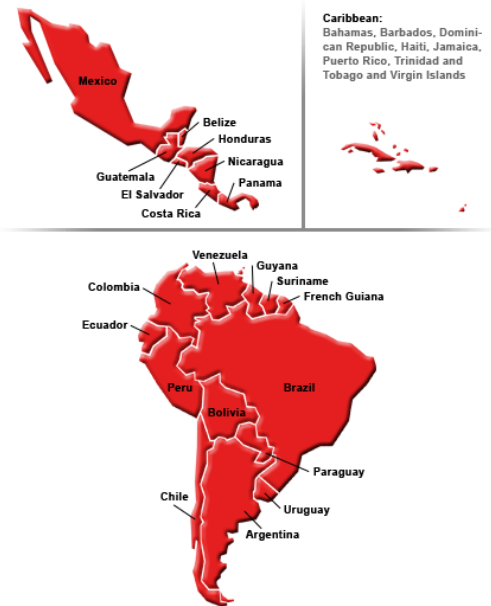 Caribbean:
Bahamas, Barbados, Domini-
can Republic, Haiti, Jamaica,
Puerto Rico, Trinidad and
Tobago and Virgin Islands
Mexico
Belize
Honduras
Nicaragua
Guatemala
Panama
El Salvador
Costa Rica
Venezuela
Guyana
Suriname
French Guiana
Colombia
Ecuador
Peru
Brazil
Bolivia
Paraguay
Chile
Uruguay
Argentina